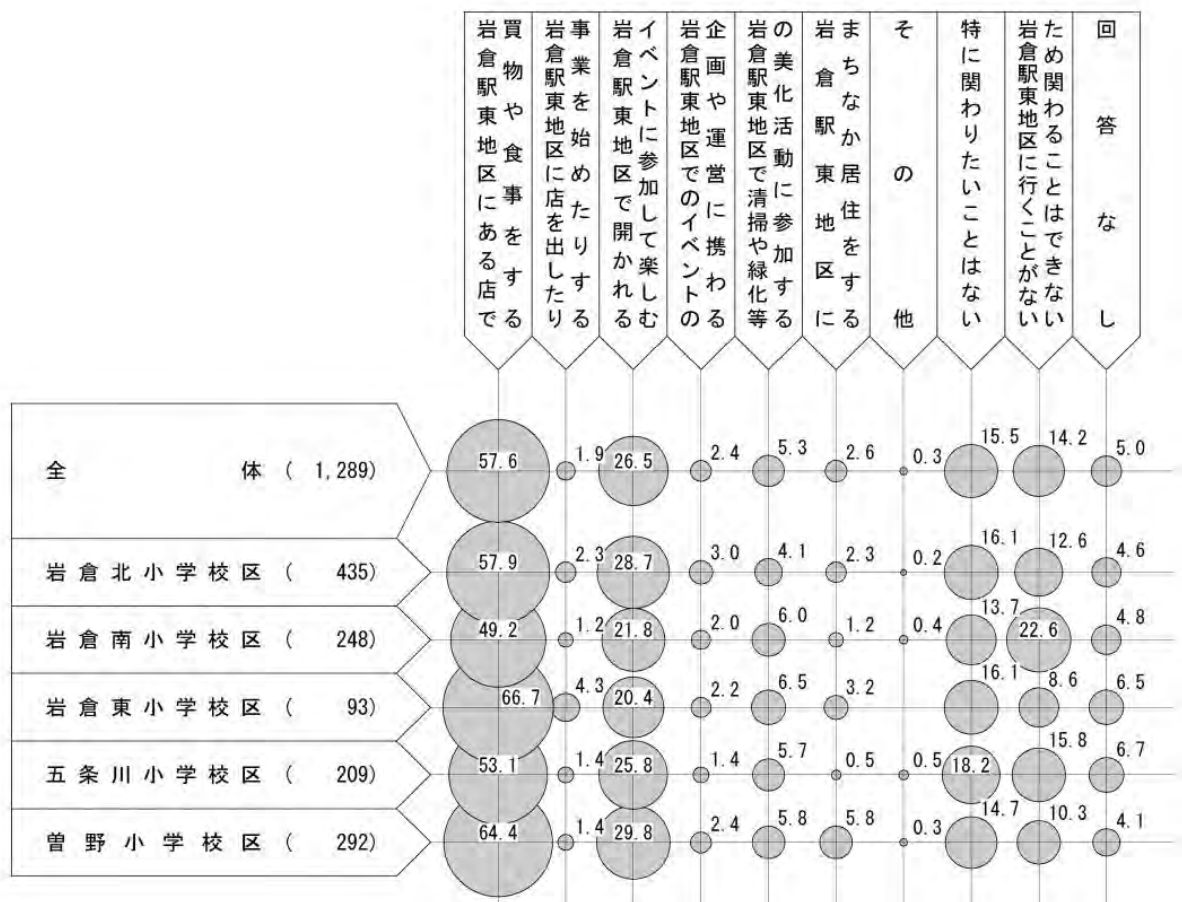 岩倉駅東地区にある店で
買物や食事をする
岩倉駅東地区に店を出したり
事業を始めたりする
岩倉駅東地区で開かれる
イベントに参加して楽しむ
岩倉駅東地区でのイベントの
企画や運営に携わる
岩倉駅東地区で清掃や緑化等
の美化活動に参加する
岩倉駅東地区に
まちなか居住をする
その他
特に関わりたいことはない
岩倉駅東地区に行くことがない
ため関わることはできない
回答なし
全体 ( 1,289) 57.6 1.9 26.5 2.4 5.3 2.6 0.3 15.5 14.2 5.0
岩倉北小学校区 ( 435) 57.9 2.3 28.7 3.0 4.1 2.3 0.2 16.1 12.6 4.6
岩倉南小学校区 ( 248) 49.2 1.2 21.8 2.0 6.0 1.2 0.4 13.7 22.6 4.8
岩倉東小学校区 ( 93) 66.7 4.3 20.4 2.2 6.5 3.2 16.1 8.6 6.5
五条川小学校区 ( 209) 53.1 1.4 25.8 1.4 5.7 0.5 0.5 18.2 15.8 6.7
曽野小学校区 ( 292) 64.4 1.4 29.8 2.4 5.8 5.8 0.3 14.7 10.3 4.1